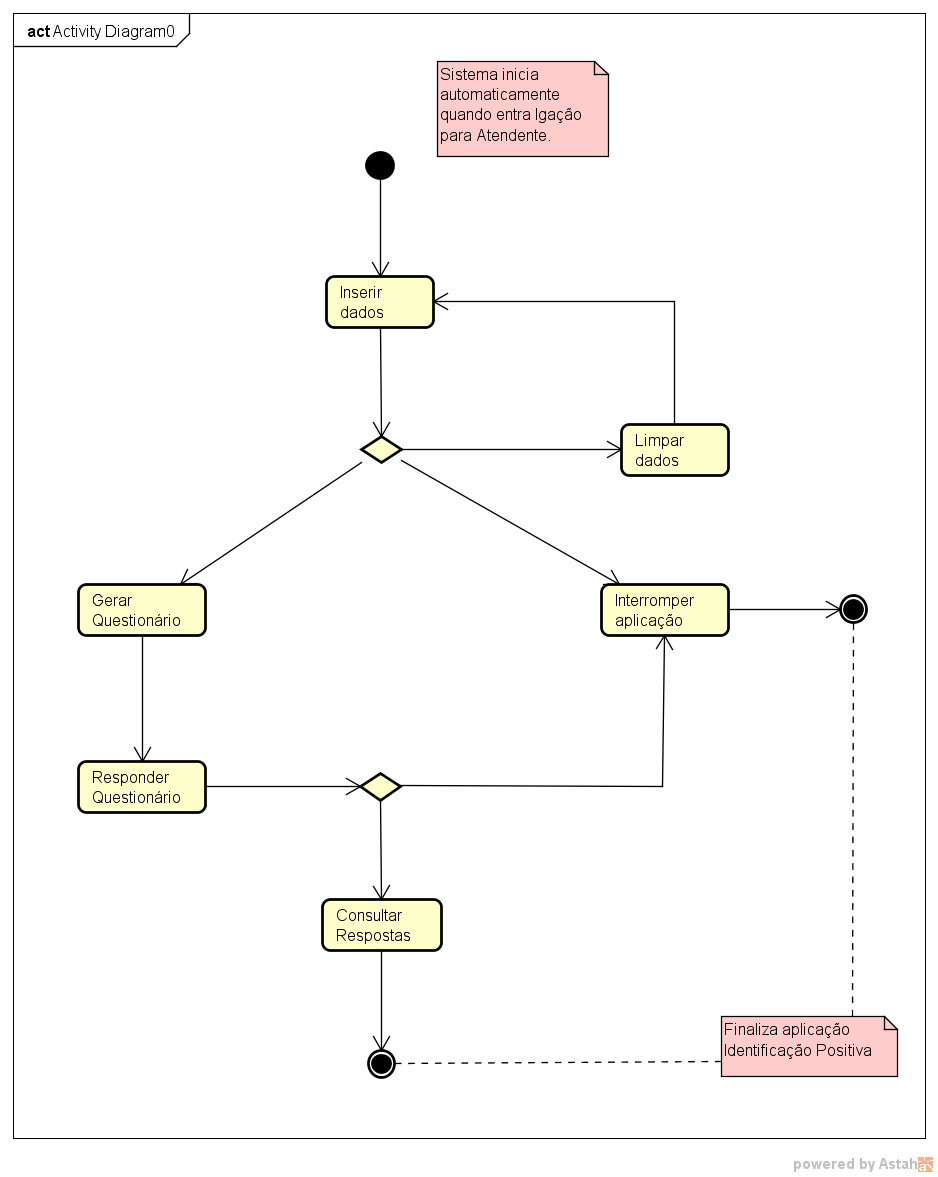 act Activity Diagram0
Sistema inicia
automaticamente
quando entra lgação
para Atendente.
Inserir
dados
Limpar
dados
Gerar
Questionário
Interromper
aplicação
Responder
Questionário
Consultar
Respostas
Finaliza aplicação
Identificação Positiva
powered by Astah